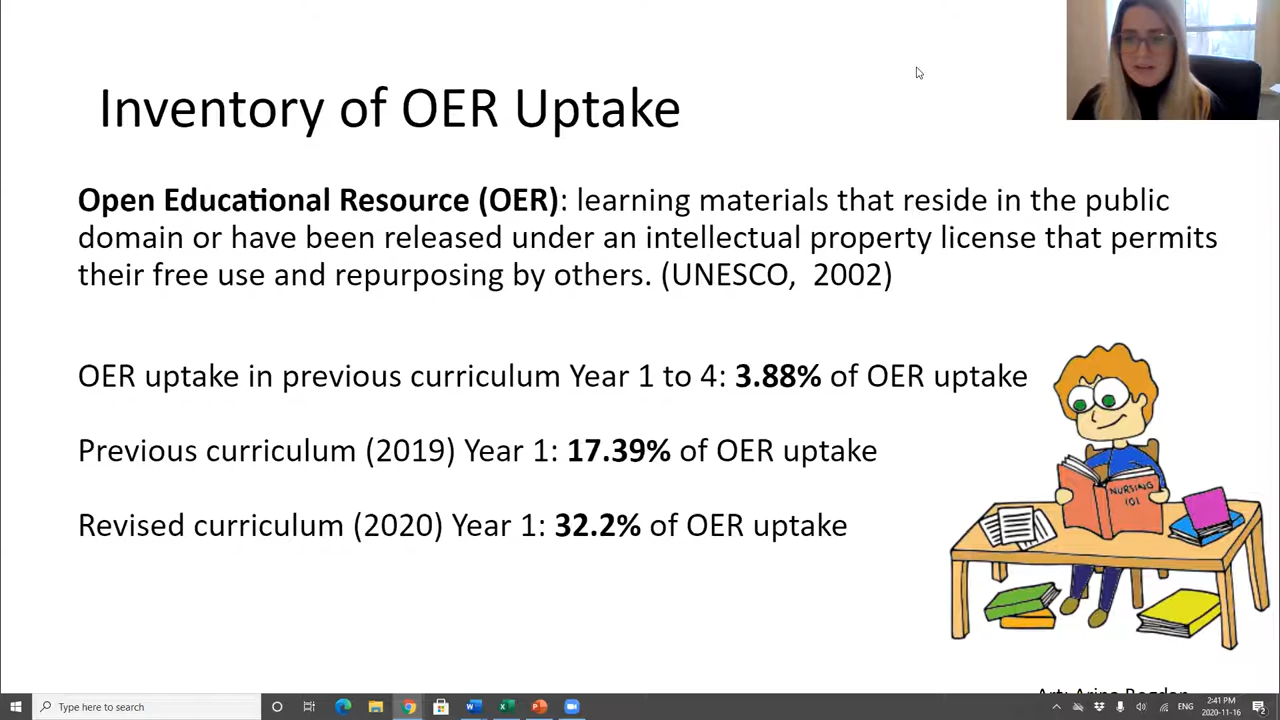 Inventory of OER Uptake
Open Educational Resource (OER): learning materials that reside in the public
domain or have been released under an intellectual property license that permits
their free use and repurposing by others. (UNESCO, 2002)
OER uptake in previous curriculum Year 1 to 4: 3.88% of OER uptake
Previous curriculum (2019) Year 1: 17.39% of OER uptake
NURSING
101
Revised curriculum (2020) Year 1: 32.2% of OER uptake
Art: Arina Bogdan
Type here to search
ENG
2:41 PM
2020-11-16
2